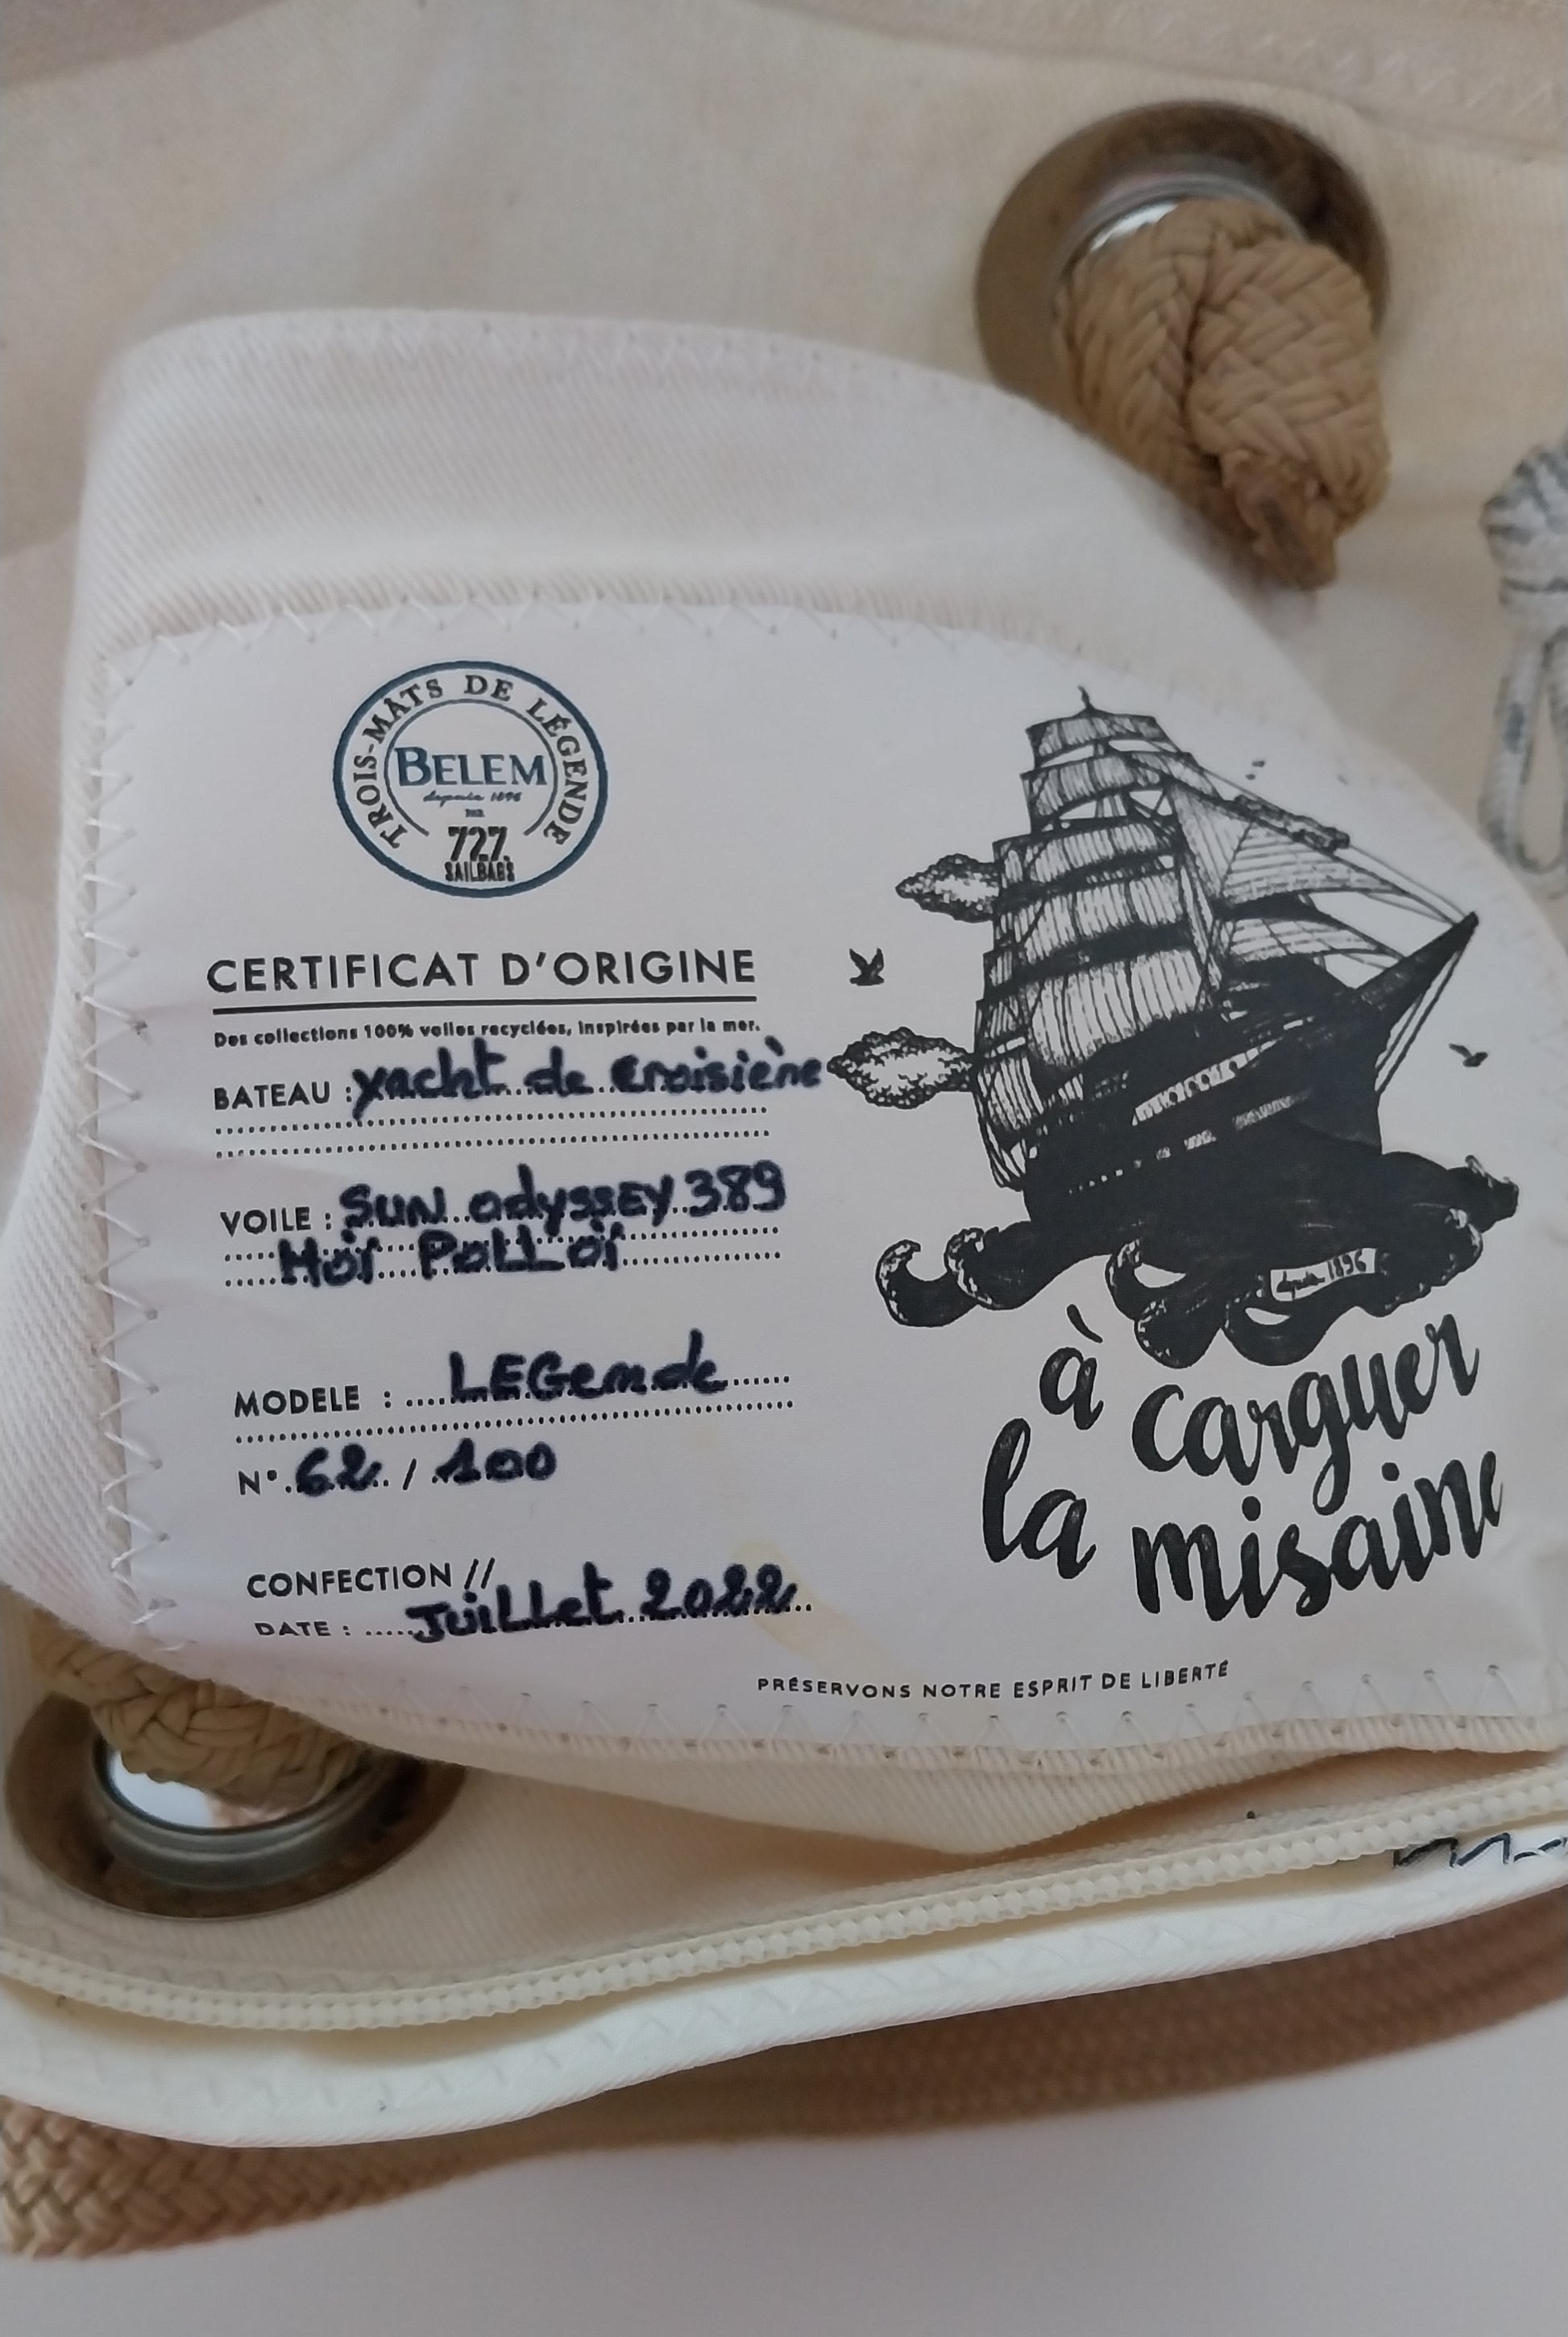 TROIS-MÂTS DE LÉGENDE
BELEM
depuis 1896
PAR
727
SAILBAGS
CERTIFICAT D'ORIGINE
Des collections 100% voiles recyclées, inspirées par la mer.
BATEAU : yacht de croisière
VOILE : SUN odyssEY 389
Hoï PoLLoï
MODELE : LEGende
N° 62 / 100
CONFECTION //
DATE : JuiLLet 2022
depuis 1896
à carguer
la misaine
PRÉSERVONS NOTRE ESPRIT DE LIBERTÉ